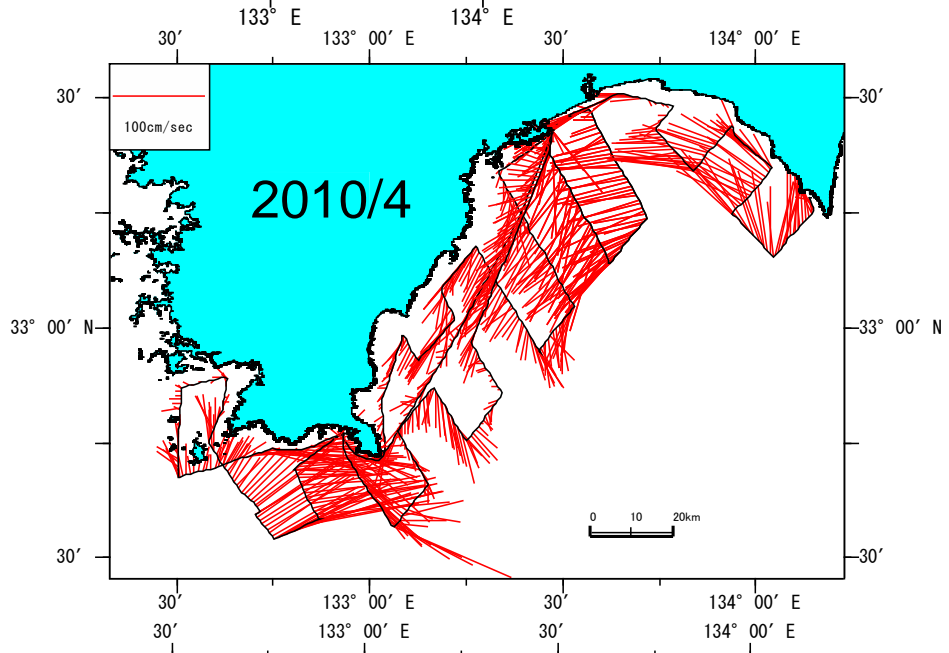 133° E 134° E
30′ 133° 00′ E 30′ 134° 00′ E
30′ 30′
100cm/sec
2010/4
33° 00′ N 33° 00′ N
0 10 20km
30′ 30′
30′ 133° 00′ E 30′ 134° 00′ E
30′ 133° 00′ E 30′ 134° 00′ E